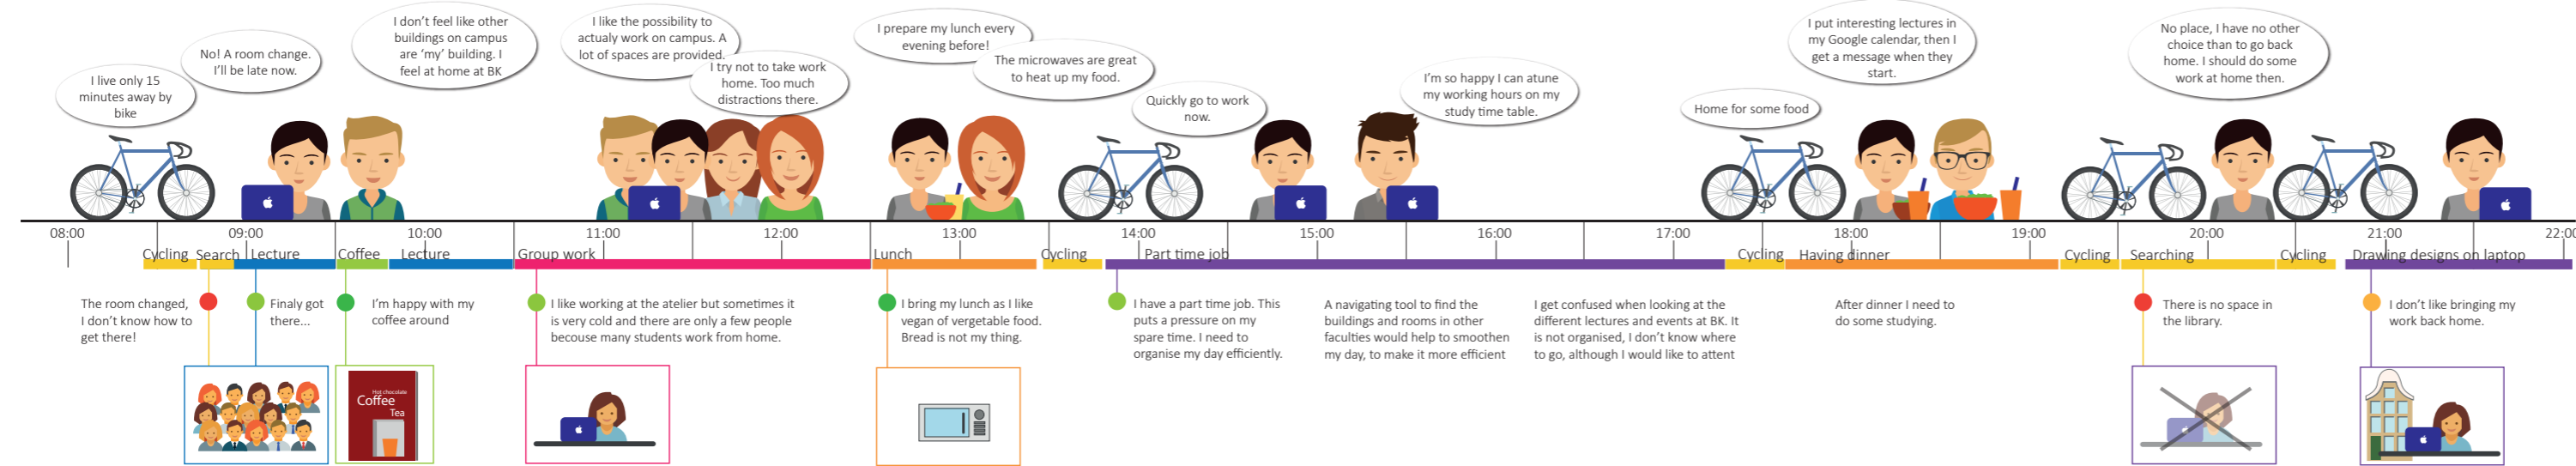 I live only 15
minutes away by
bike
No! A room change.
I'll be late now.
I don't feel like other
buildings on campus
are 'my' building. I
feel at home at BK
I like the possibility to
actualy work on campus. A
lot of spaces are provided.
I try not to take work
home. Too much
distractions there.
I prepare my lunch every
evening before!
The microwaves are great
to heat up my food.
Quickly go to work
now.
I'm so happy I can atune
my working hours on my
study time table.
Home for some food
I put interesting lectures in
my Google calendar, then I
get a message when they
start.
No place, I have no other
choice than to go back
home. I should do some
work at home then.
08:00 09:00 10:00 11:00 12:00 13:00 14:00 15:00 16:00 17:00 18:00 19:00 20:00 21:00 22:00
Cycling Search Lecture Coffee Lecture Group work Lunch Cycling Part time job Cycling Having dinner Cycling Searching Cycling Drawing designs on laptop
The room changed,
I don't know how to
get there!
Finaly got
there...
I'm happy with my
coffee around
I like working at the atelier but sometimes it
is very cold and there are only a few people
becouse many students work from home.
I bring my lunch as I like
vegan of vergetable food.
Bread is not my thing.
I have a part time job. This
puts a pressure on my
spare time. I need to
organise my day efficiently.
A navigating tool to find the
buildings and rooms in other
faculties would help to smoothen
my day, to make it more efficient
I get confused when looking at the
different lectures and events at BK. It
is not organised, I don't know where
to go, although I would like to attent
After dinner I need to
do some studying.
There is no space in
the library.
I don't like bringing my
work back home.
Hot chocolate
Coffee
Tea